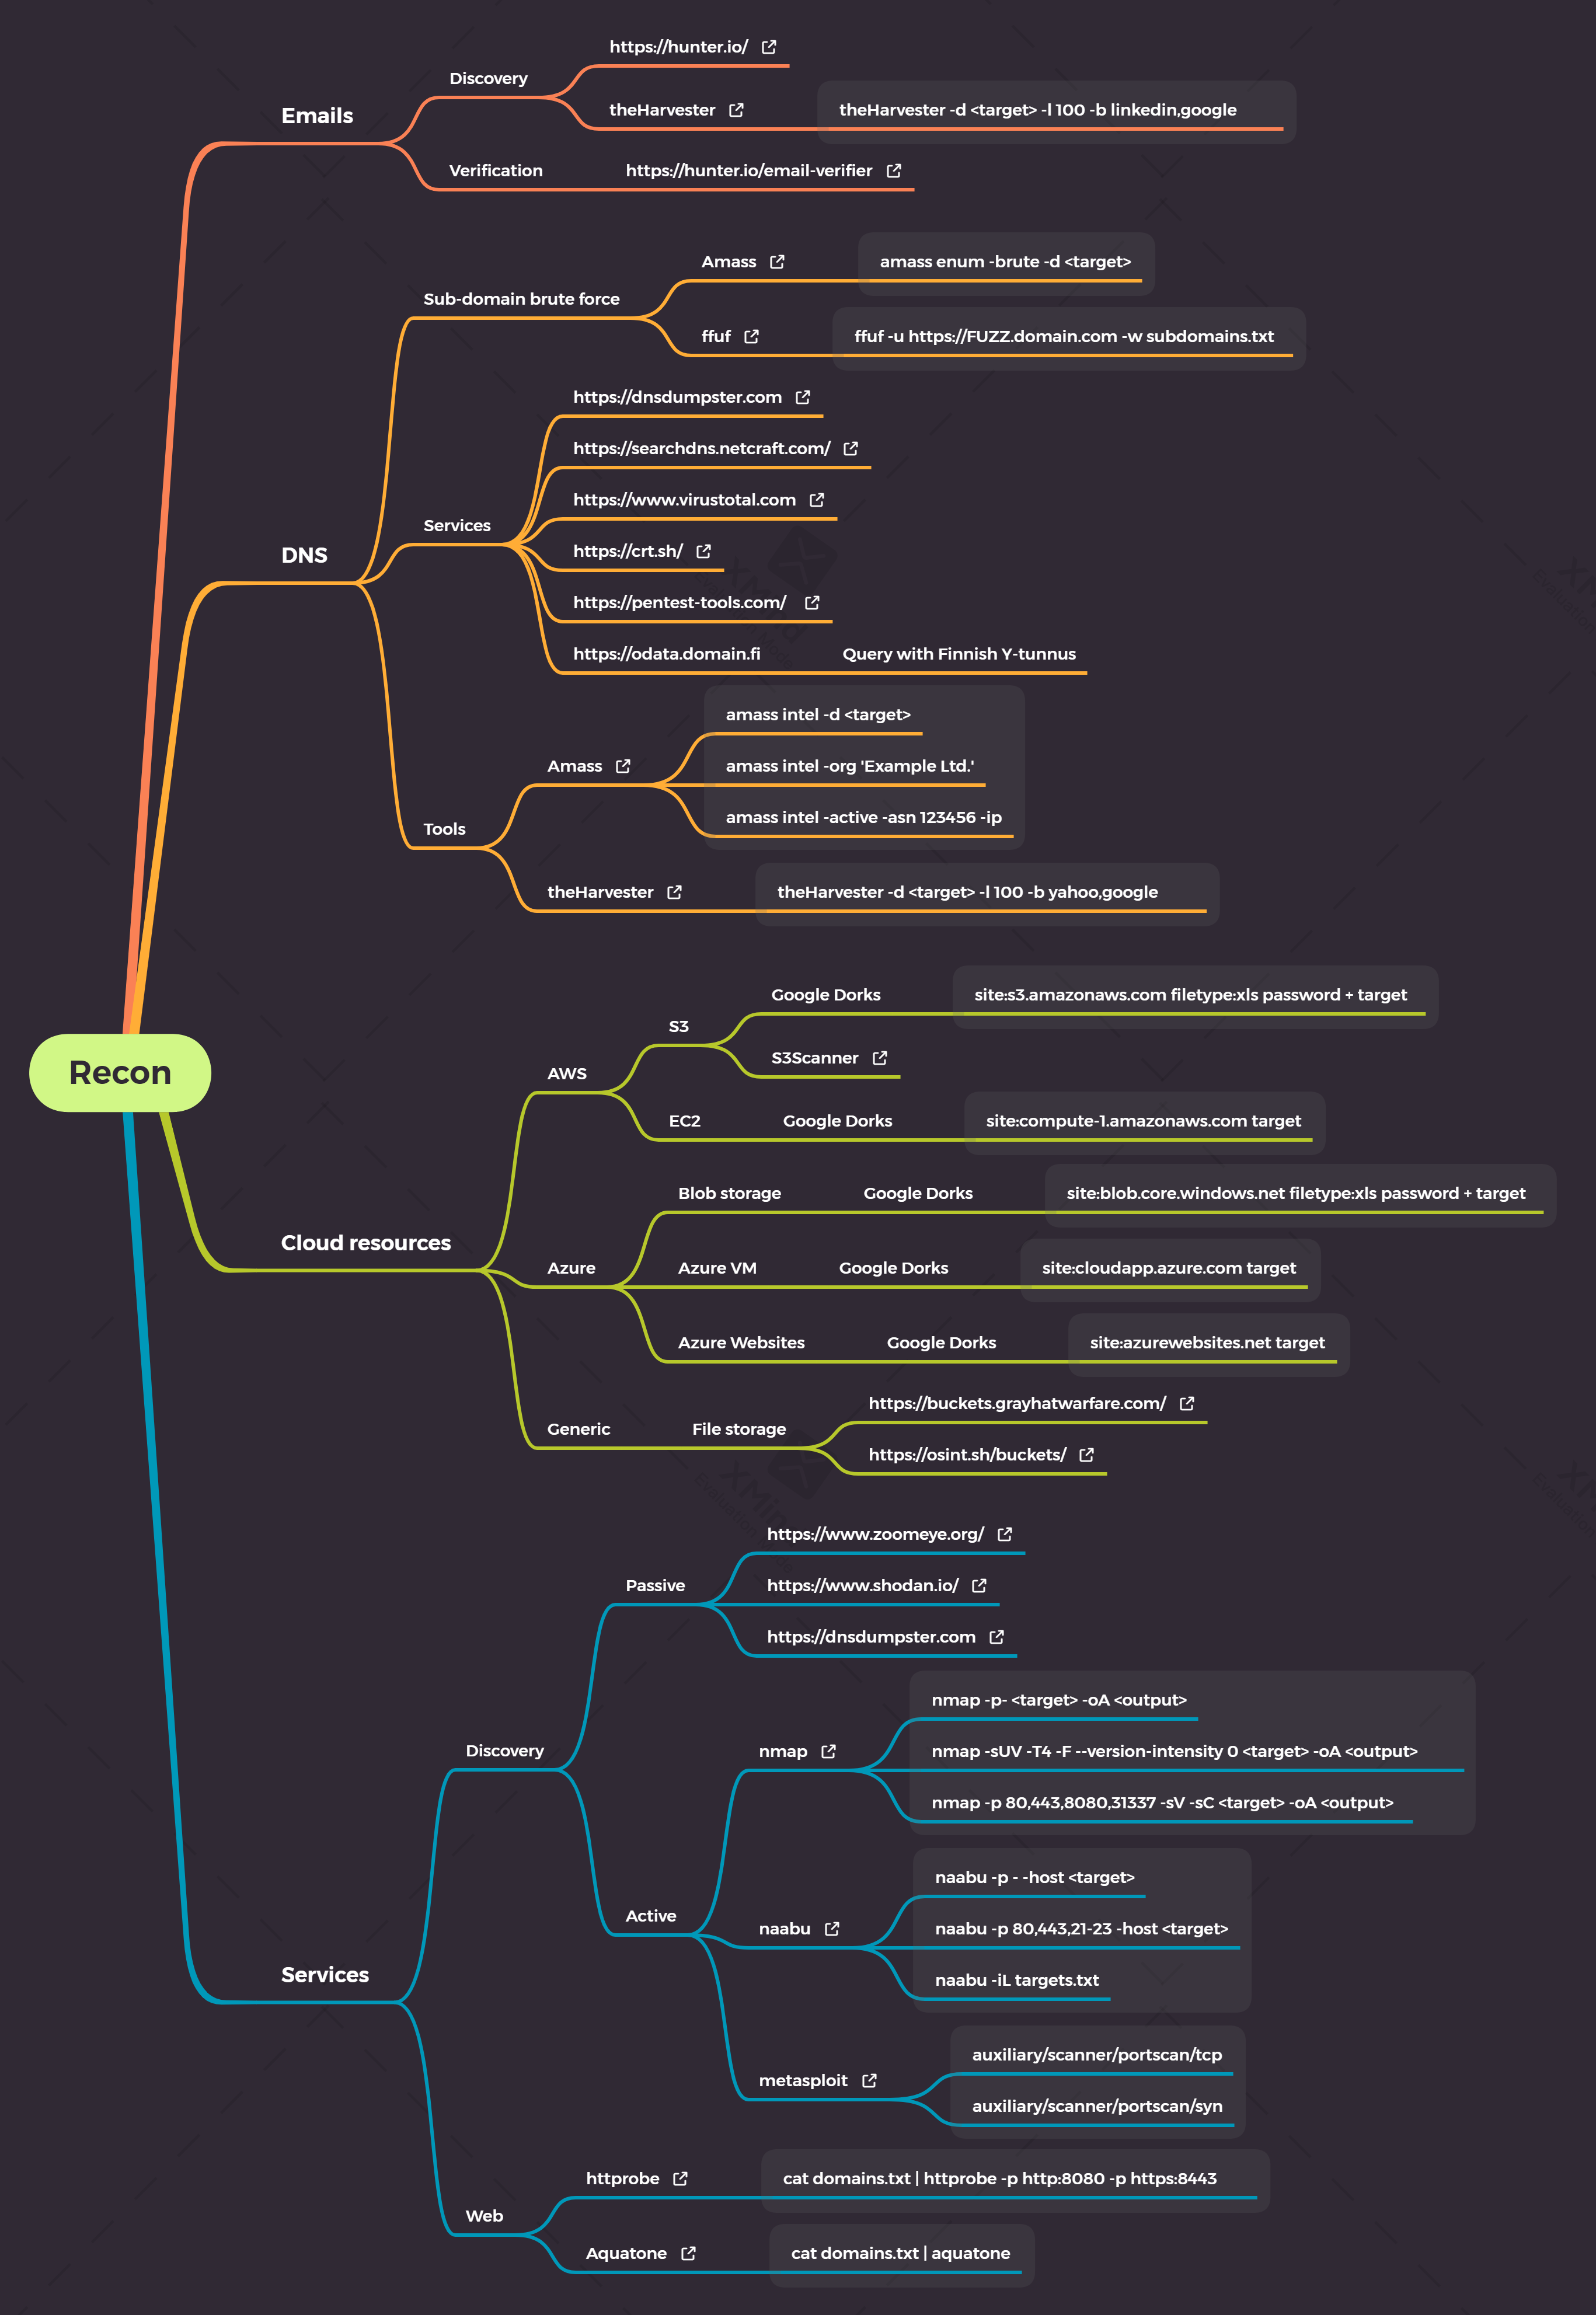 https://hunter.io/
Discovery
theHarvester theHarvester -d <target> -l 100 -b linkedin,google
Emails
Verification https://hunter.io/email-verifier
Amass amass enum -brute -d <target>
Sub-domain brute force
ffuf ffuf -u https://FUZZ.domain.com -w subdomains.txt
https://dnsdumpster.com
https://searchdns.netcraft.com/
https://www.virustotal.com
Services
https://crt.sh/
DNS
https://pentest-tools.com/
https://odata.domain.fi Query with Finnish Y-tunnus
amass intel -d <target>
Amass amass intel -org 'Example Ltd.'
amass intel -active -asn 123456 -ip
Tools
theHarvester theHarvester -d <target> -l 100 -b yahoo,google
Google Dorks site:s3.amazonaws.com filetype:xls password + target
S3
S3Scanner
AWS
Recon
EC2 Google Dorks site:compute-1.amazonaws.com target
Blob storage Google Dorks site:blob.core.windows.net filetype:xls password + target
Cloud resources
Azure Azure VM Google Dorks site:cloudapp.azure.com target
Azure Websites Google Dorks site:azurewebsites.net target
https://buckets.grayhatwarfare.com/
Generic File storage
https://osint.sh/buckets/
https://www.zoomeye.org/
Passive https://www.shodan.io/
https://dnsdumpster.com
nmap -p- <target> -oA <output>
Discovery nmap nmap -sUV -T4 -F --version-intensity 0 <target> -oA <output>
nmap -p 80,443,8080,31337 -sV -sC <target> -oA <output>
naabu -p - -host <target>
Active naabu naabu -p 80,443,21-23 -host <target>
Services
naabu -iL targets.txt
auxiliary/scanner/portscan/tcp
metasploit
auxiliary/scanner/portscan/syn
httprobe cat domains.txt | httprobe -p http:8080 -p https:8443
Web
Aquatone cat domains.txt | aquatone